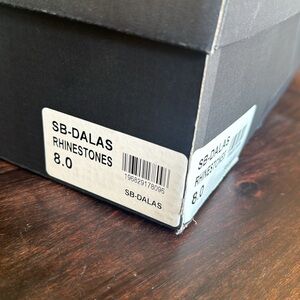 SB-DALAS
RHINESTONES
8.0
196829178096
SB-DALAS
SB-DALAS
RHINESTONES
8.0